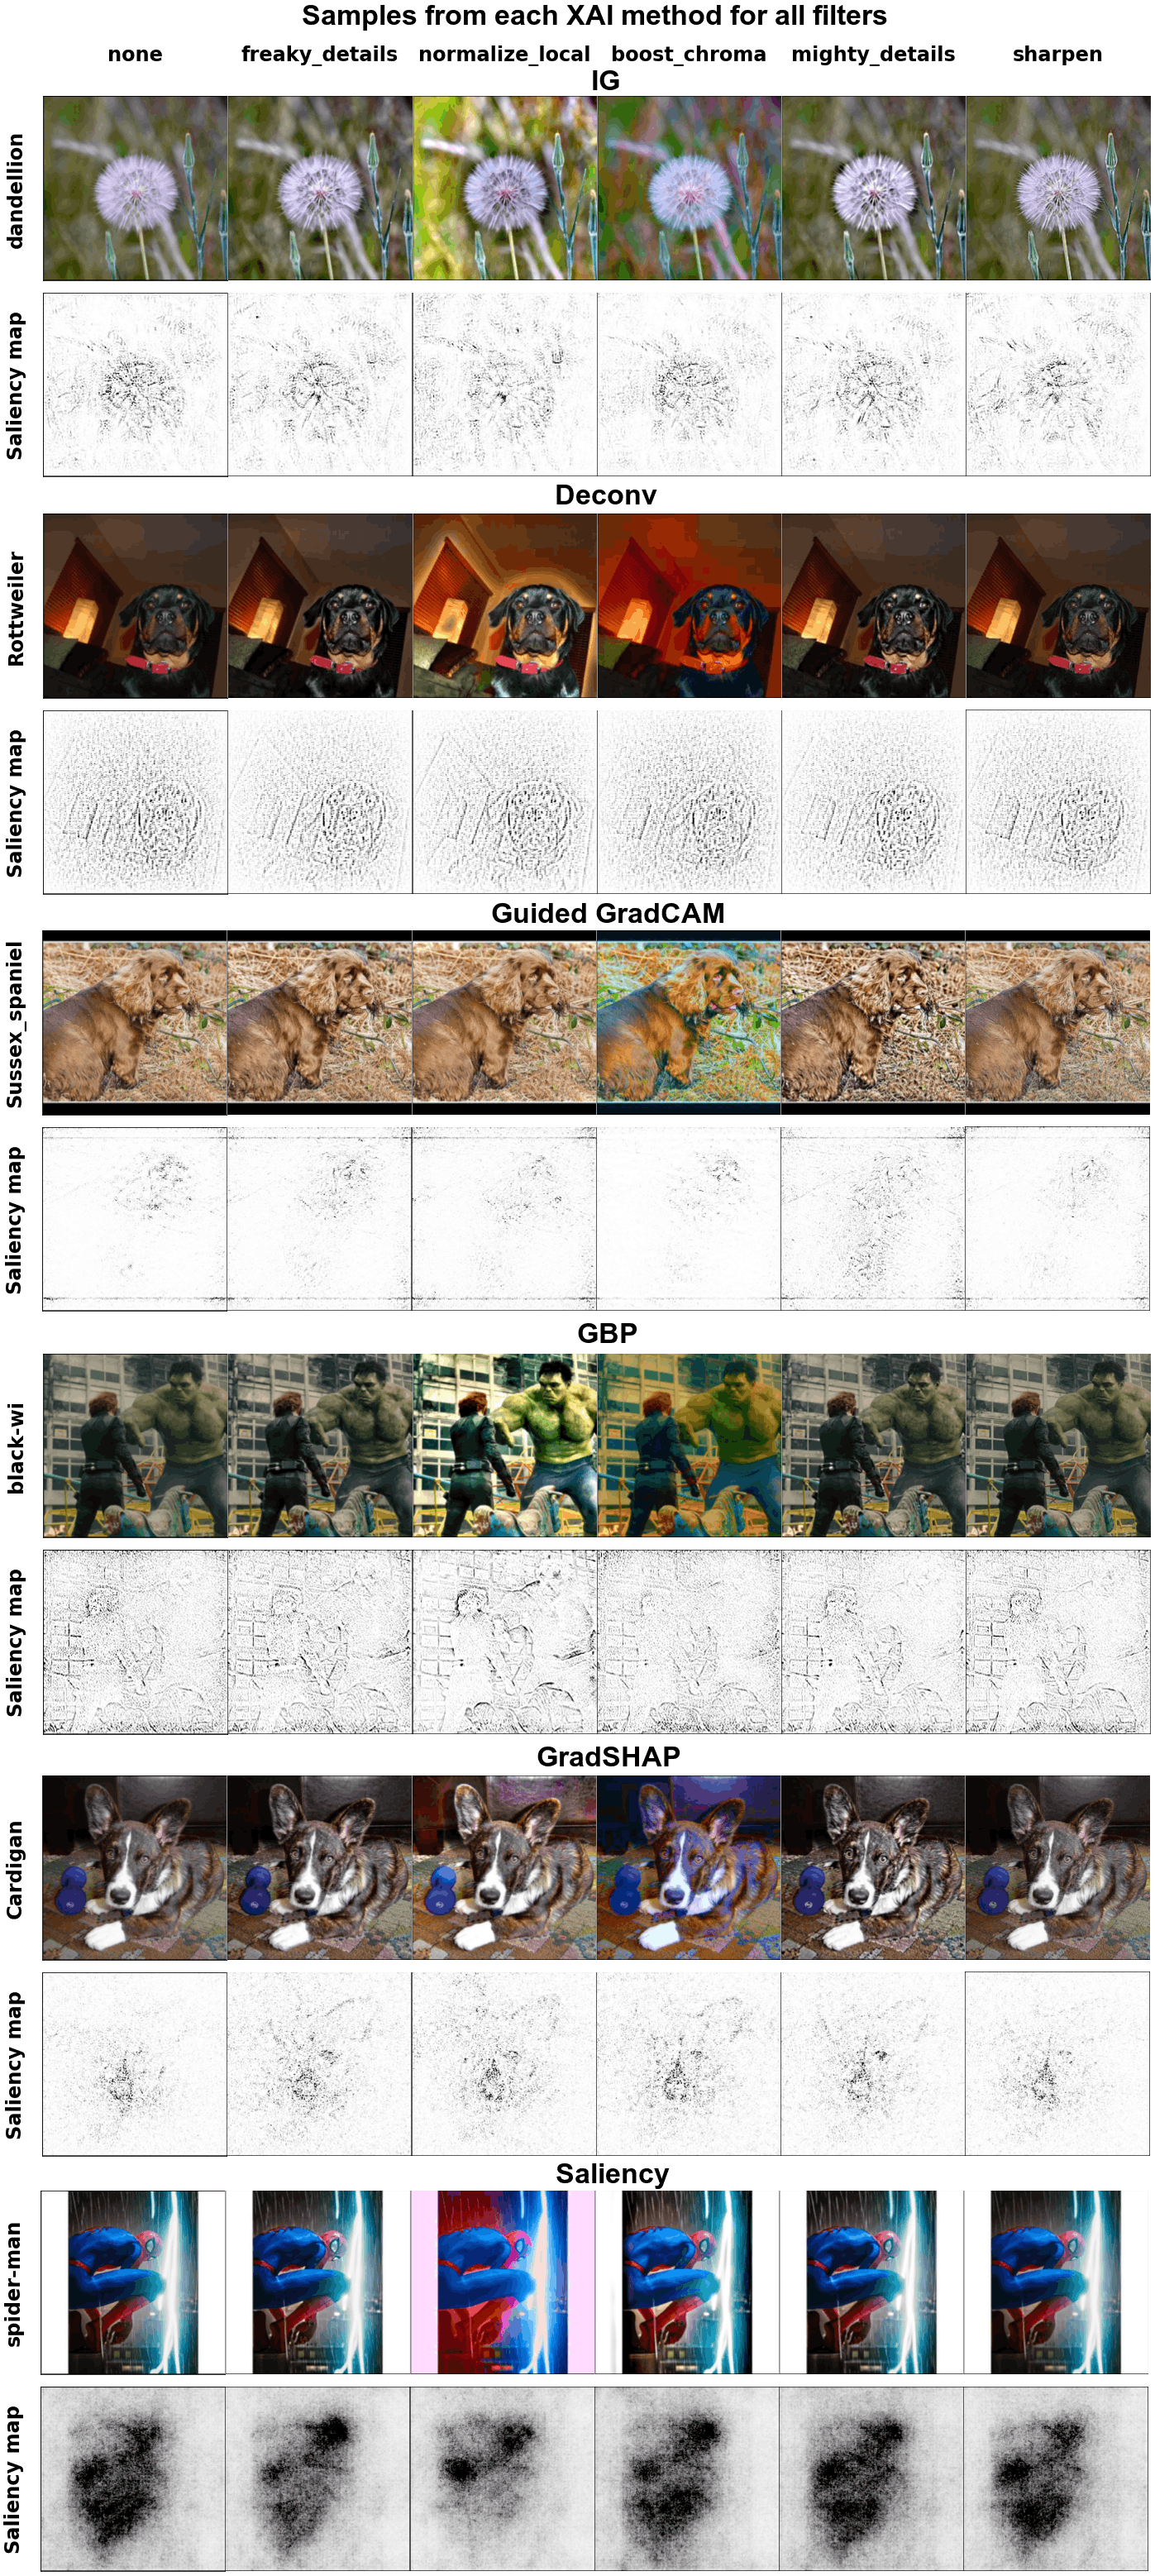 Samples from each XAI method for all filters
none freaky_details normalize_local boost_chroma mighty_details sharpen
IG
dandellion
Saliency map
Deconv
Rottweiler
Saliency map
Guided GradCAM
Sussex_spaniel
Saliency map
GBP
black-wi
Saliency map
GradSHAP
Cardigan
Saliency map
Saliency
spider-man
Saliency map